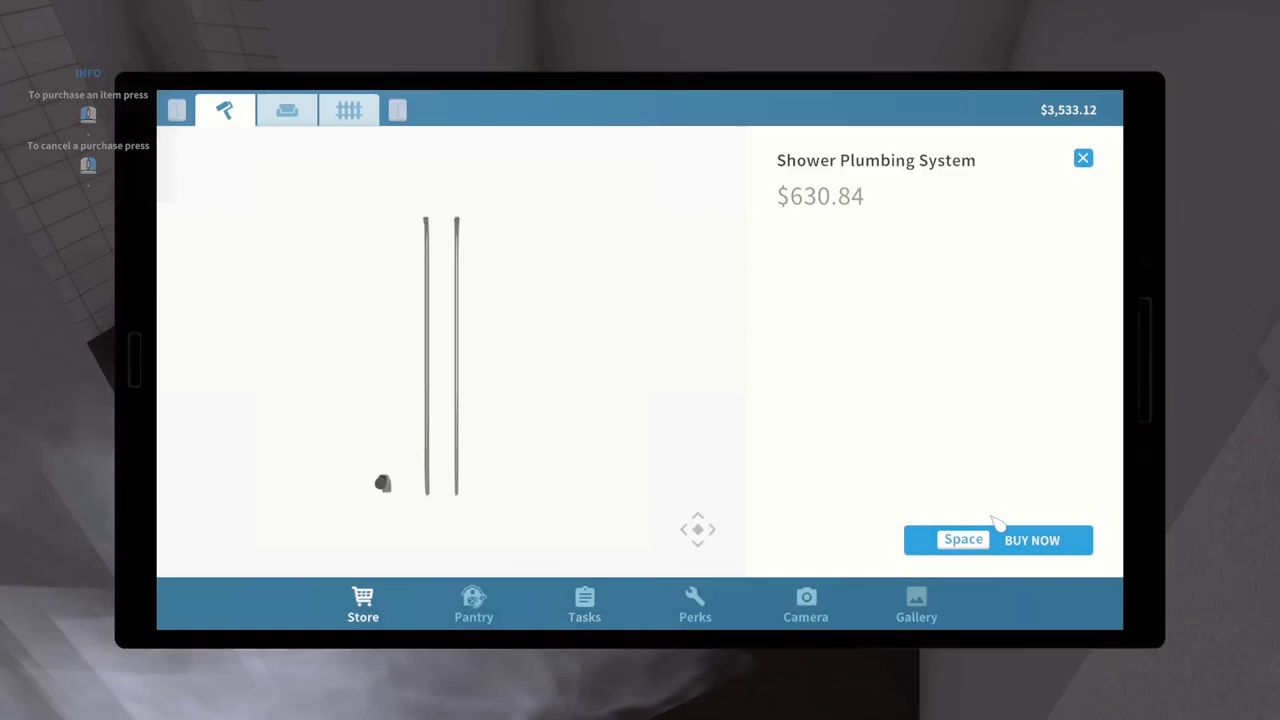 INFO
To purchase an item press
.
To cancel a purchase press
.
$3,533.12
Shower Plumbing System
$630.84
Space BUY NOW
Store
Pantry
Tasks
Perks
Camera
Gallery